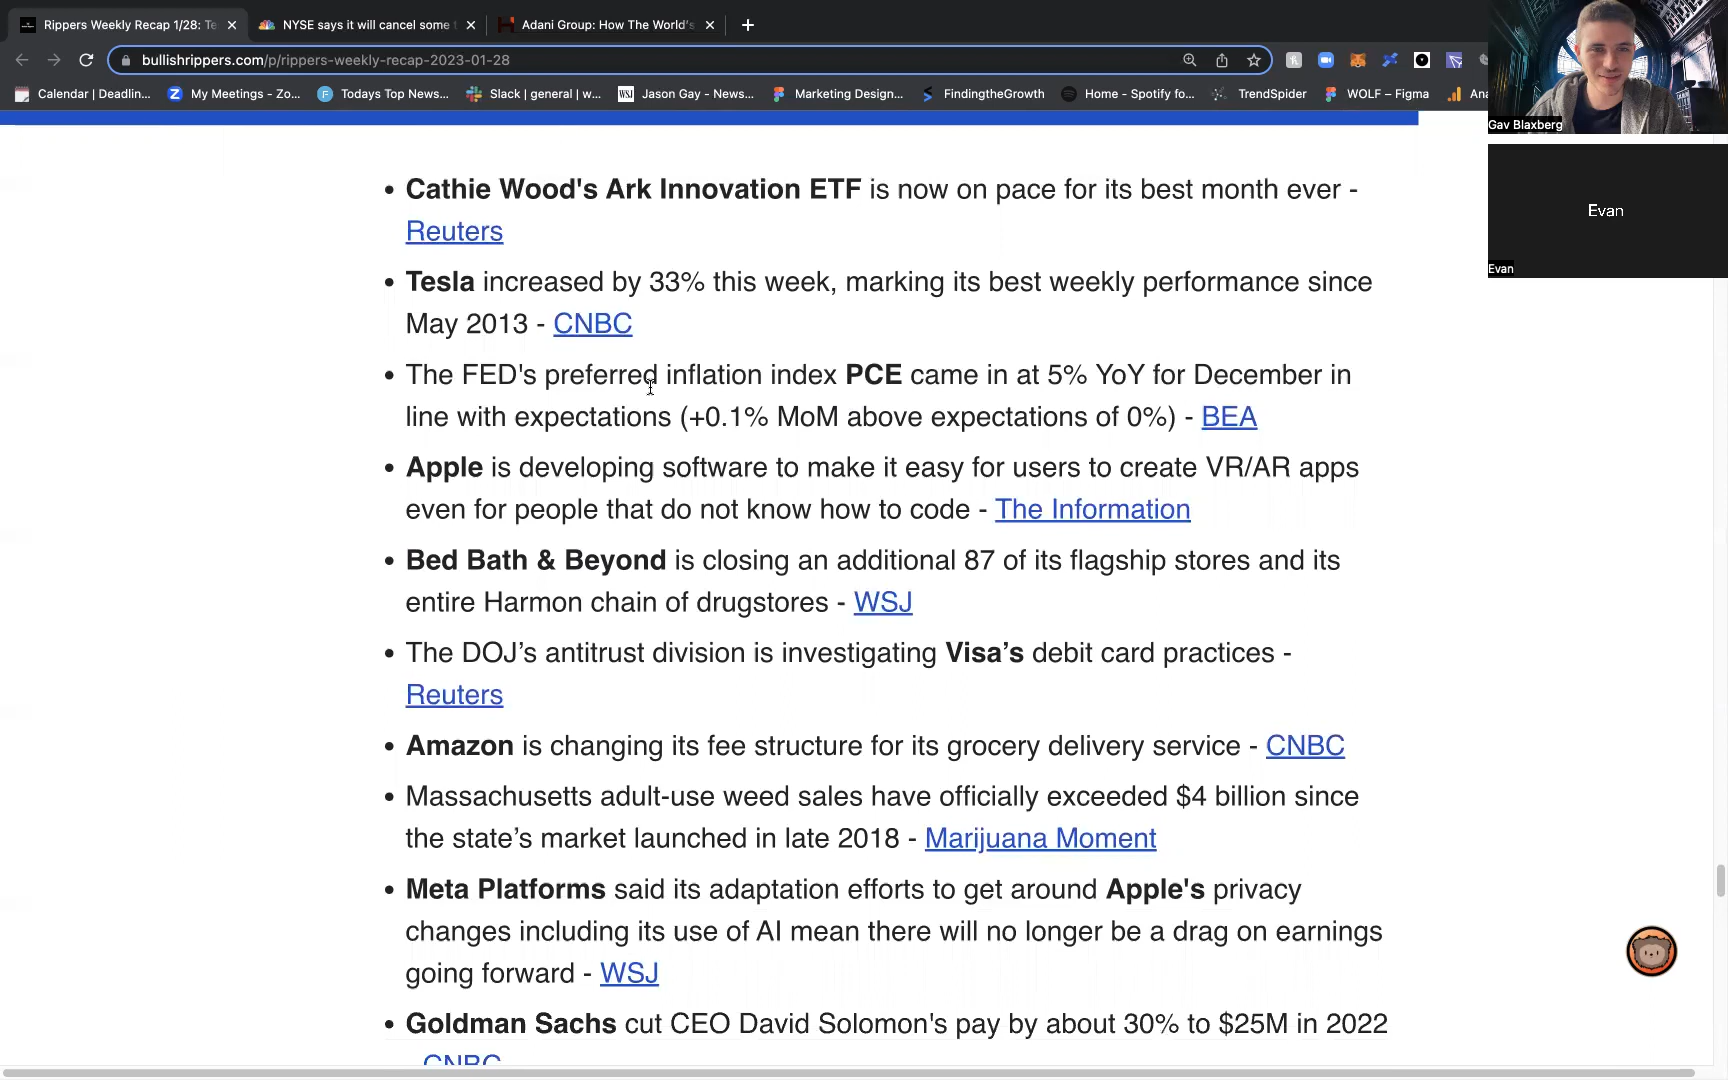 Rippers Weekly Recap 1/28: Te
NYSE says it will cancel some t
Adani Group: How The World's
bullishrippers.com/p/rippers-weekly-recap-2023-01-28
Calendar | Deadlin...
My Meetings - Zo...
Todays Top News...
Slack | general | w...
WSJ
Jason Gay - News...
Marketing Design...
FindingtheGrowth
Home - Spotify fo...
TrendSpider
WOLF – Figma
Ana
Gav Blaxberg
Evan
Evan
• Cathie Wood's Ark Innovation ETF is now on pace for its best month ever -
Reuters
• Tesla increased by 33% this week, marking its best weekly performance since
May 2013 - CNBC
• The FED's preferred inflation index PCE came in at 5% YoY for December in
line with expectations (+0.1% MoM above expectations of 0%) - BEA
• Apple is developing software to make it easy for users to create VR/AR apps
even for people that do not know how to code - The Information
• Bed Bath & Beyond is closing an additional 87 of its flagship stores and its
entire Harmon chain of drugstores - WSJ
• The DOJ’s antitrust division is investigating Visa’s debit card practices -
Reuters
• Amazon is changing its fee structure for its grocery delivery service - CNBC
• Massachusetts adult-use weed sales have officially exceeded $4 billion since
the state’s market launched in late 2018 - Marijuana Moment
• Meta Platforms said its adaptation efforts to get around Apple's privacy
changes including its use of AI mean there will no longer be a drag on earnings
going forward - WSJ
• Goldman Sachs cut CEO David Solomon's pay by about 30% to $25M in 2022
- CNBC